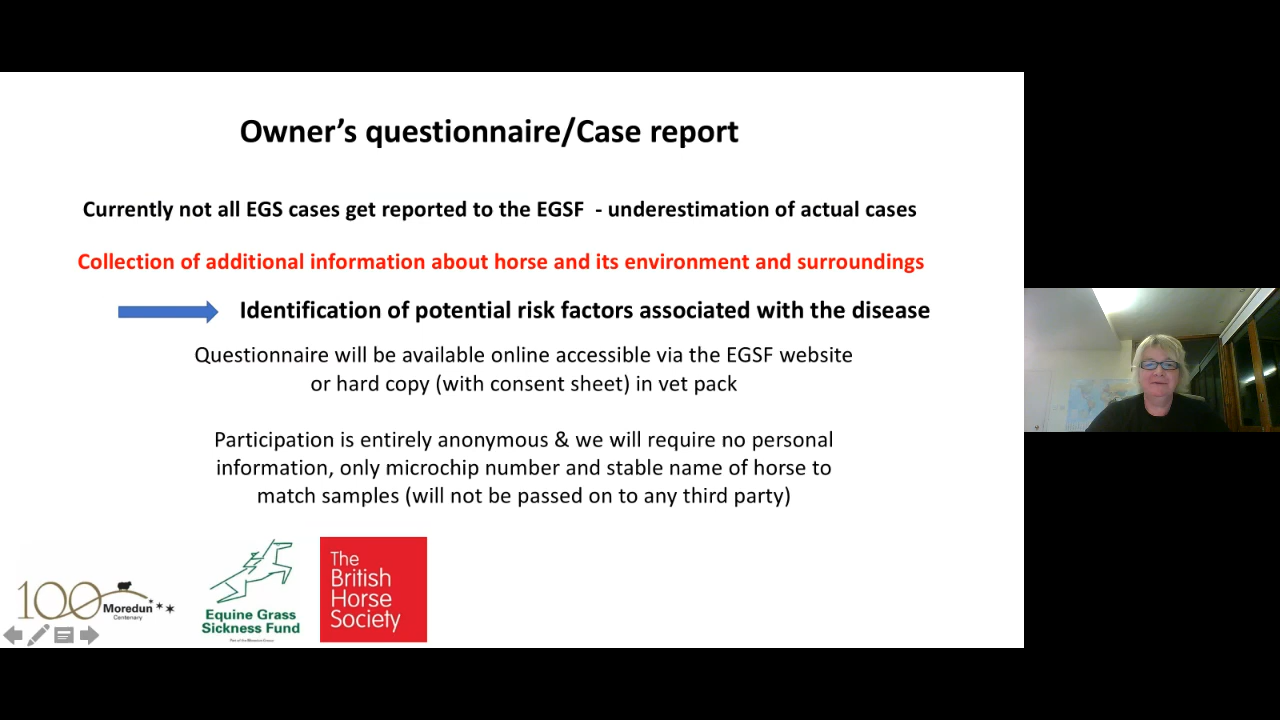 Owner’s questionnaire/Case report
Currently not all EGS cases get reported to the EGSF - underestimation of actual cases
Collection of additional information about horse and its environment and surroundings
Identification of potential risk factors associated with the disease
Questionnaire will be available online accessible via the EGSF website
or hard copy (with consent sheet) in vet pack
Participation is entirely anonymous & we will require no personal
information, only microchip number and stable name of horse to
match samples (will not be passed on to any third party)
100
Moredun
Centenary
Equine Grass
Sickness Fund
The
British
Horse
Society